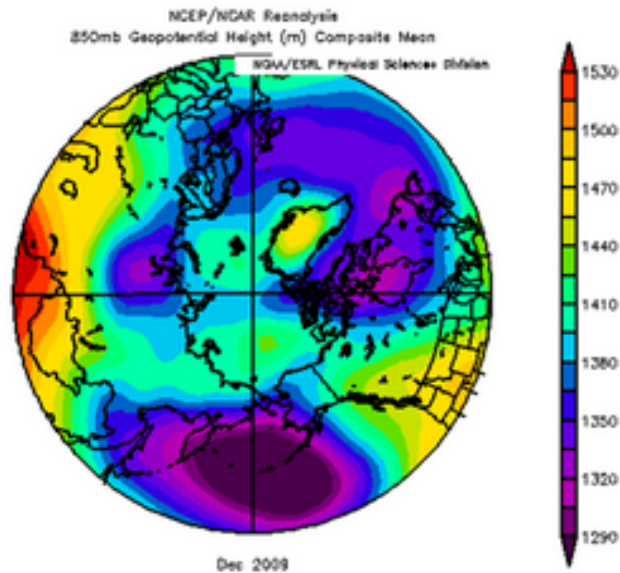 NCEP/NCAR Reanalysis
850mb Geopotential Height (m) Composite Mean
NOAA/ESRL Physical Sciences Division
1530
1500
1470
1440
1410
1380
1350
1320
1290
Dec 2009